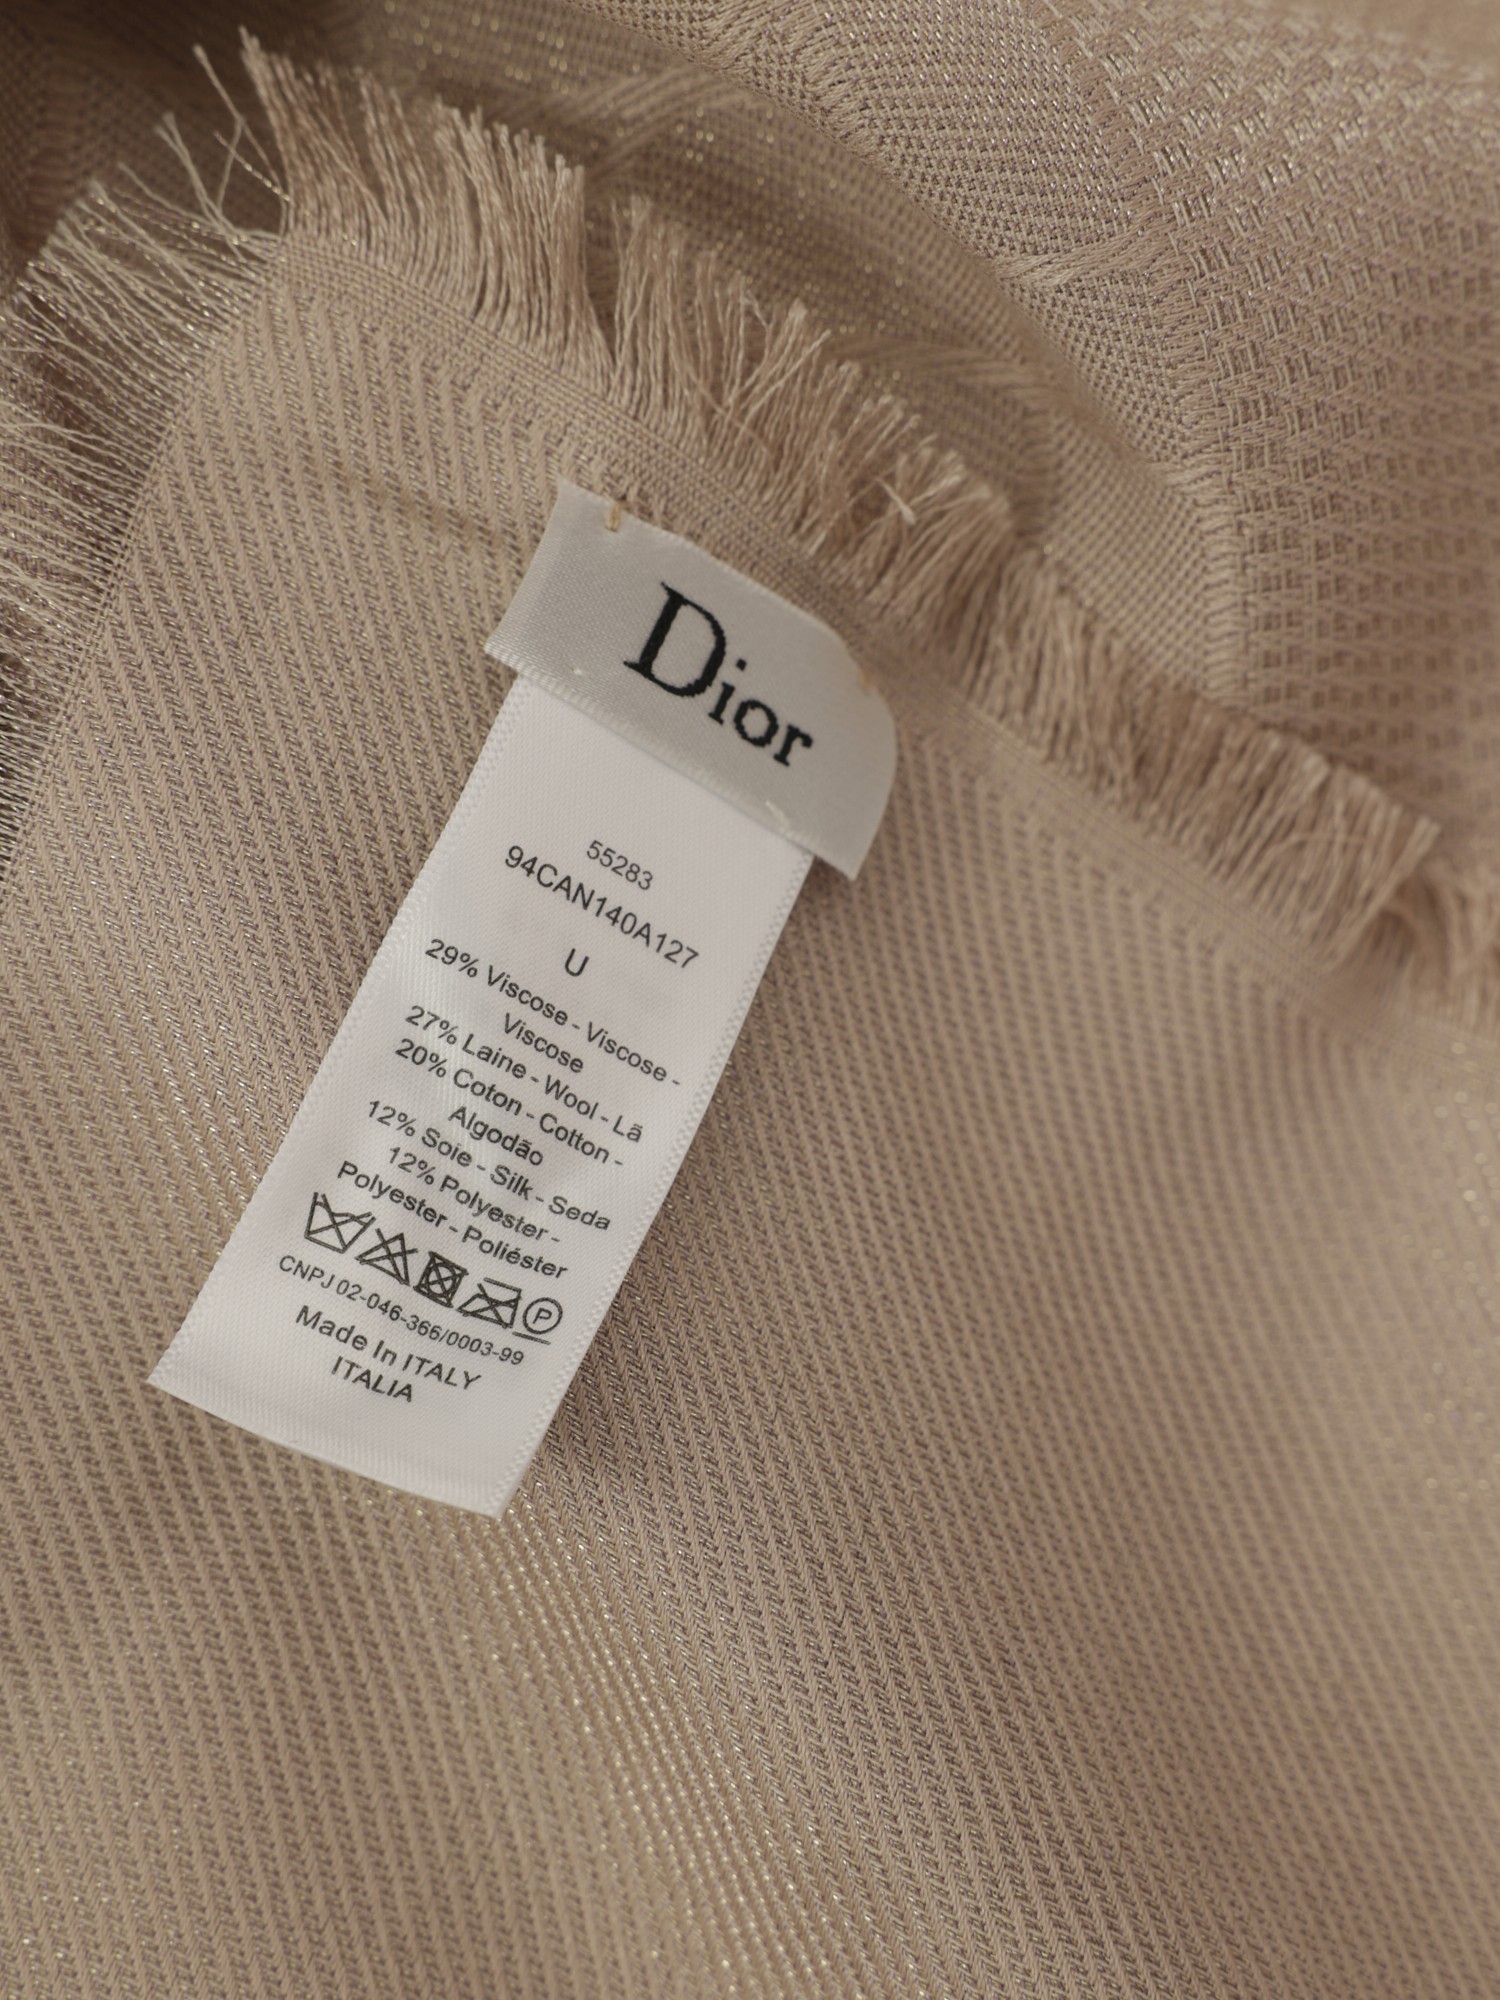 Dior
55283
94CAN140A127
U
29% Viscose - Viscose -
Viscose
27% Laine - Wool - Lã
20% Coton - Cotton -
Algodão
12% Soie - Silk - Seda
12% Polyester -
Polyester - Poliéster
P
CNPJ 02-046-366/0003-99
Made In ITALY
ITALIA